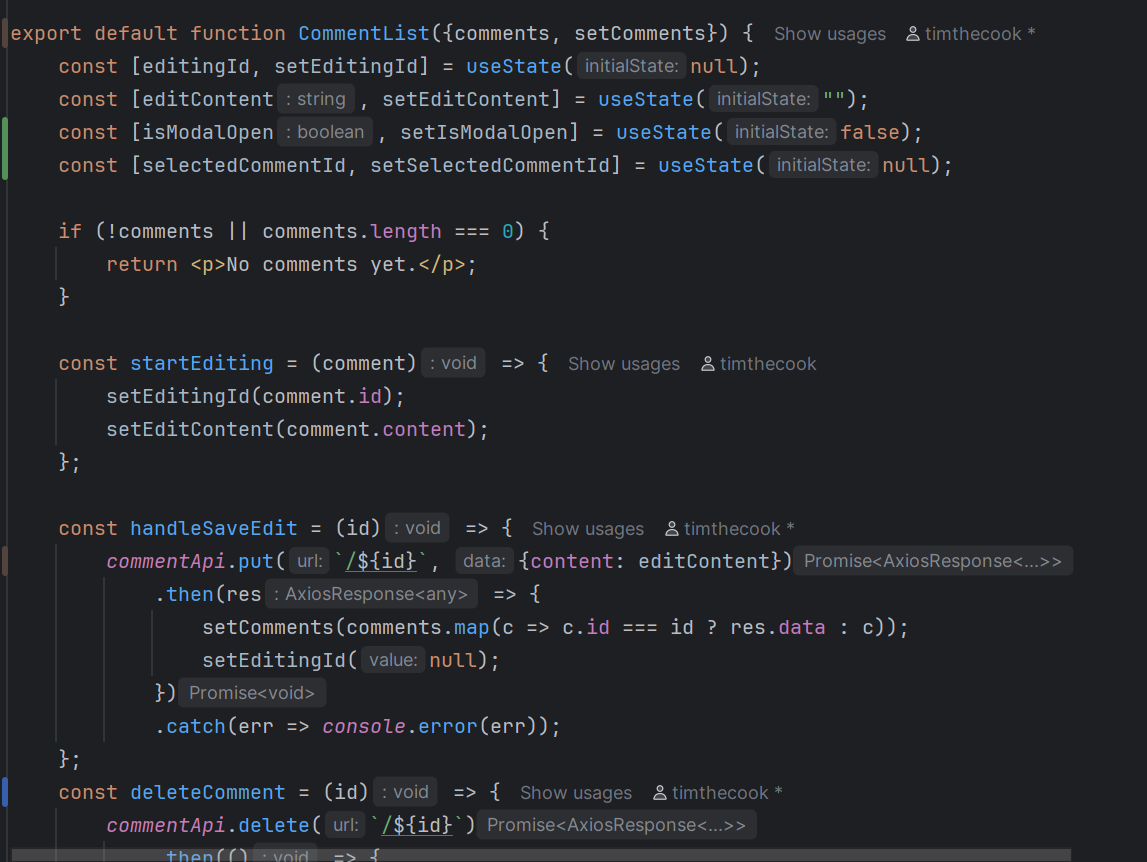 export default function CommentList({comments, setComments}) {  Show usages  timthecook *
    const [editingId, setEditingId] = useState( initialState: null);
    const [editContent : string , setEditContent] = useState( initialState: "");
    const [isModalOpen : boolean , setIsModalOpen] = useState( initialState: false);
    const [selectedCommentId, setSelectedCommentId] = useState( initialState: null);

    if (!comments || comments.length === 0) {
        return <p>No comments yet.</p>;
    }

    const startEditing = (comment) : void  => {  Show usages  timthecook
        setEditingId(comment.id);
        setEditContent(comment.content);
    };

    const handleSaveEdit = (id) : void  => {  Show usages  timthecook *
        commentApi.put( url: `/${id}`,  data: {content: editContent}) Promise<AxiosResponse<...>>
            .then(res : AxiosResponse<any>  => {
                setComments(comments.map(c => c.id === id ? res.data : c));
                setEditingId( value: null);
            }) Promise<void>
            .catch(err => console.error(err));
    };
    const deleteComment = (id) : void  => {  Show usages  timthecook *
        commentApi.delete( url: `/${id}`) Promise<AxiosResponse<...>>
            .then(() : void  => {